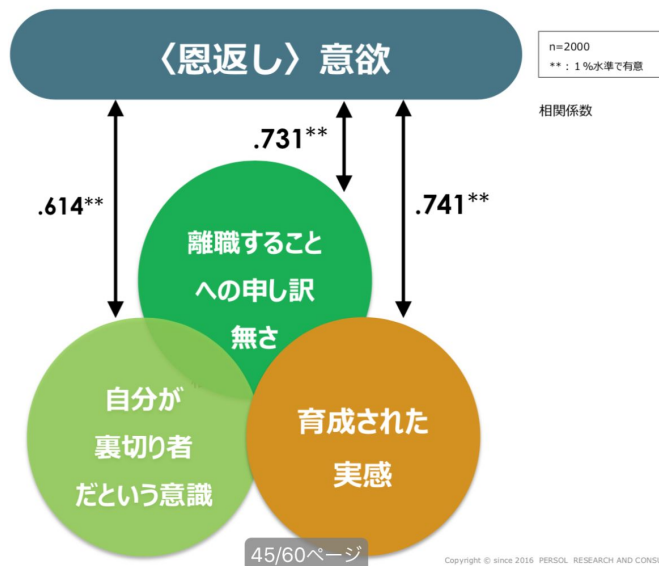 〈恩返し〉意欲
n=2000
**：1％水準で有意
相関係数
.731**
.614**
.741**
離職すること
への申し訳
無さ
自分が
裏切り者
だという意識
育成された
実感
45/60ページ
Copyright © since 2016 PERSOL RESEARCH AND CONSU